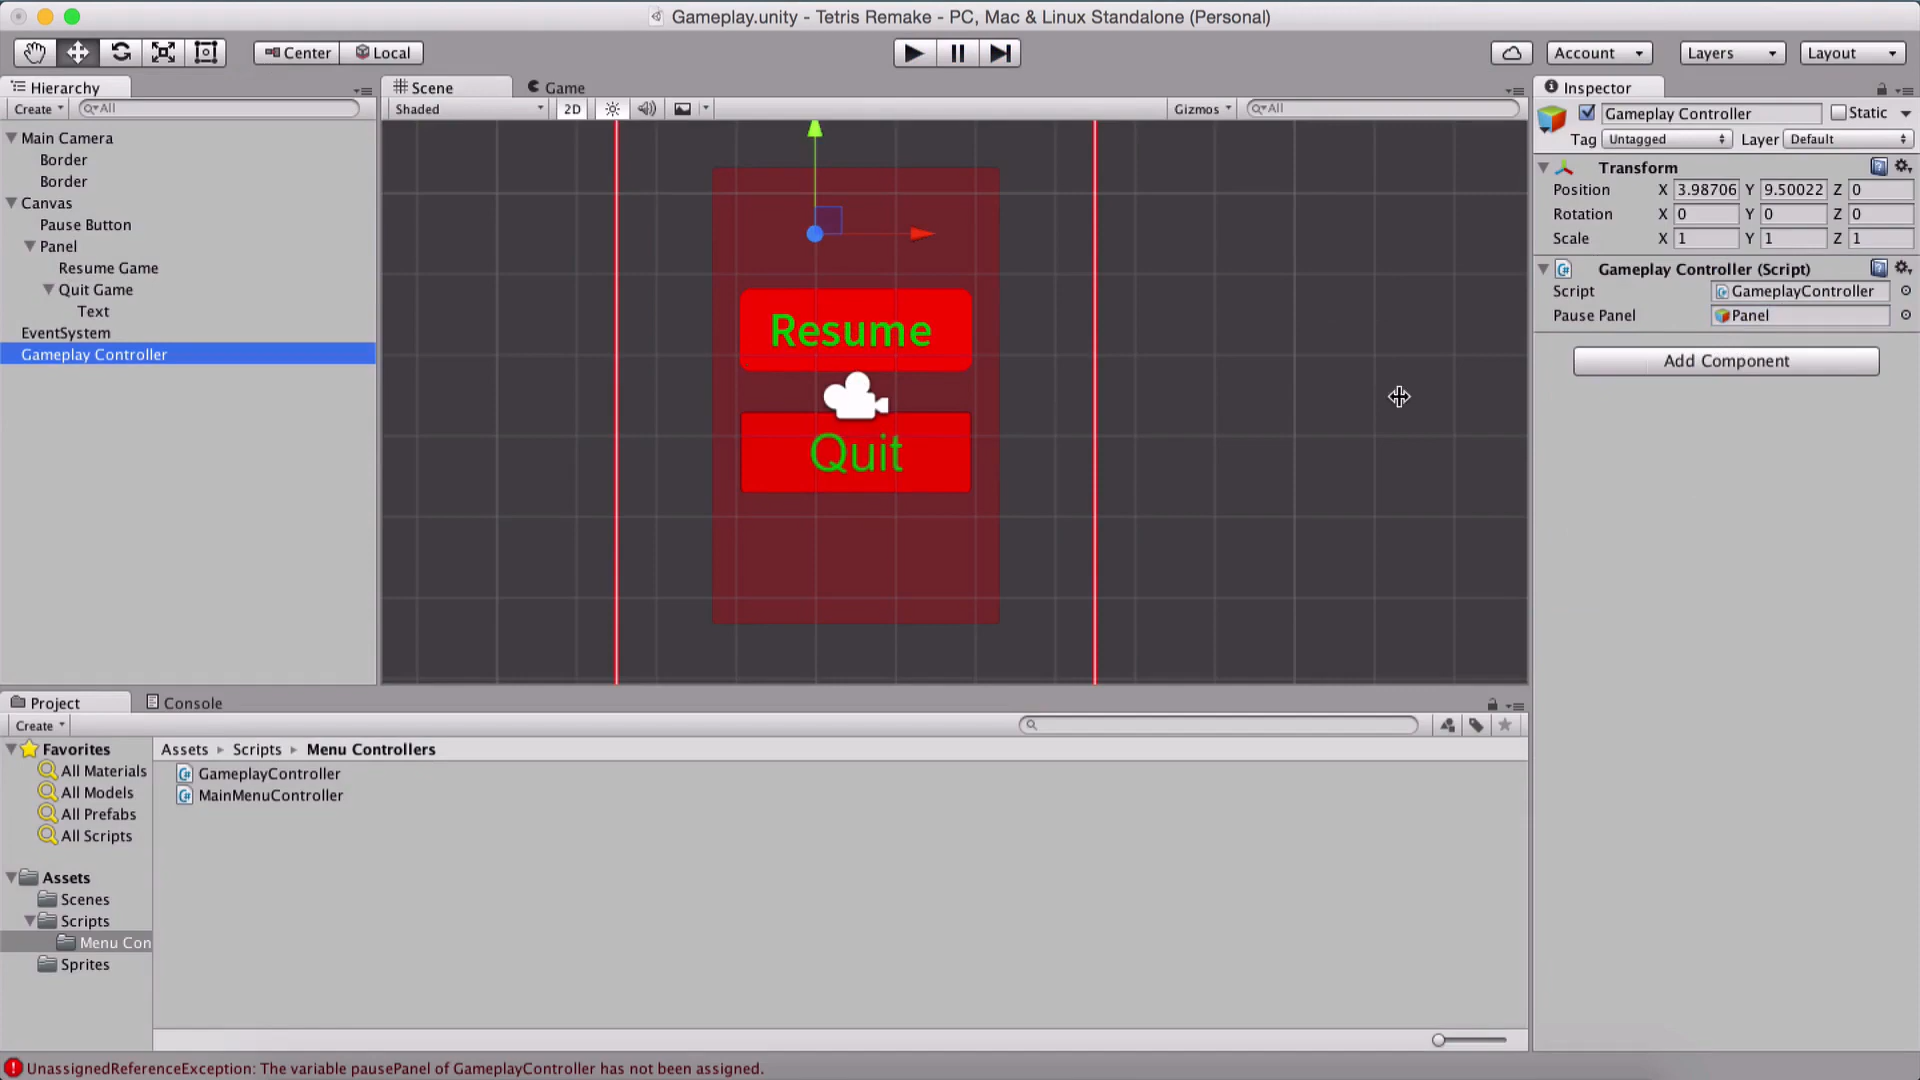 Gameplay.unity - Tetris Remake - PC, Mac & Linux Standalone (Personal)
Center Local Account Layers Layout
Hierarchy
Create All
Main Camera
Border
Border
Canvas
Pause Button
Panel
Resume Game
Quit Game
Text
EventSystem
Gameplay Controller
Scene Game
Shaded 2D Gizmos All
Resume
Quit
Inspector
Gameplay Controller Static
Tag Untagged Layer Default
Transform
Position X 3.98706 Y 9.50022 Z 0
Rotation X 0 Y 0 Z 0
Scale X 1 Y 1 Z 1
Gameplay Controller (Script)
Script GameplayController
Pause Panel Panel
Add Component
Project Console
Create
Favorites
All Materials
All Models
All Prefabs
All Scripts
Assets
Scenes
Scripts
Menu Con
Sprites
Assets Scripts Menu Controllers
GameplayController
MainMenuController
UnassignedReferenceException: The variable pausePanel of GameplayController has not been assigned.